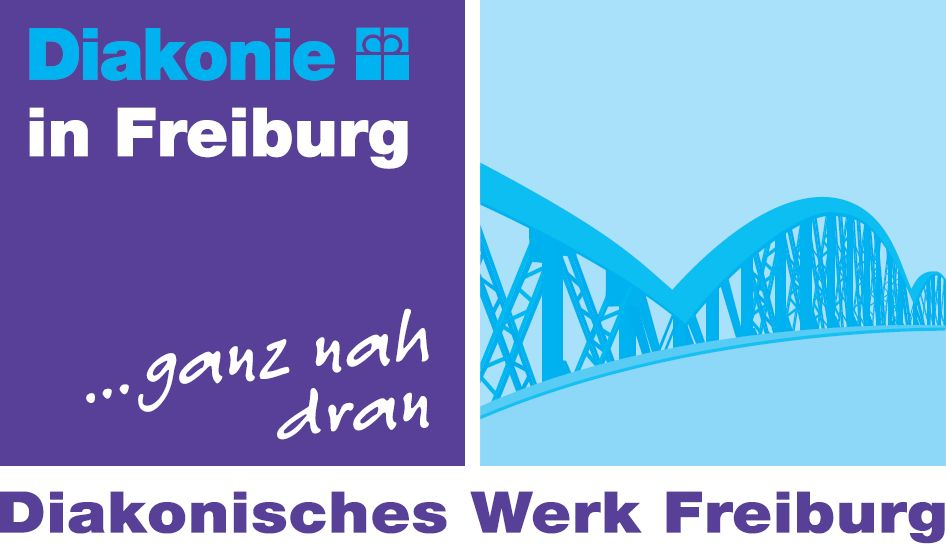 Diakonie
in Freiburg
...ganz nah
dran
Diakonisches Werk Freiburg